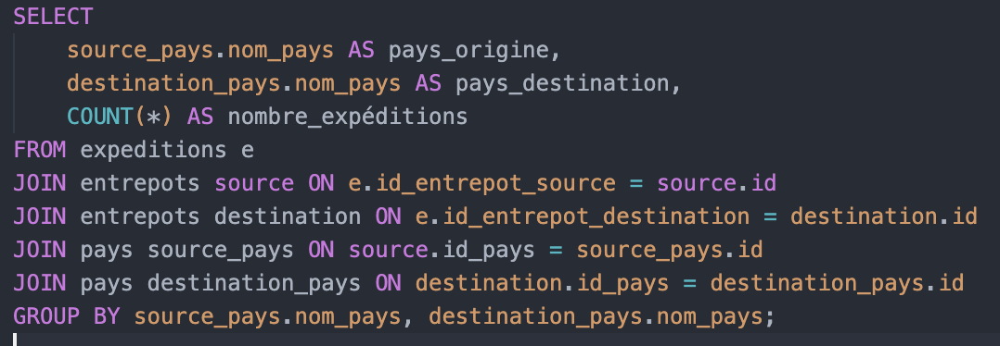 SELECT
source_pays.nom_pays AS pays_origine,
destination_pays.nom_pays AS pays_destination,
COUNT(*) AS nombre_expéditions
FROM expeditions e
JOIN entrepots source ON e.id_entrepot_source = source.id
JOIN entrepots destination ON e.id_entrepot_destination = destination.id
JOIN pays source_pays ON source.id_pays = source_pays.id
JOIN pays destination_pays ON destination.id_pays = destination_pays.id
GROUP BY source_pays.nom_pays, destination_pays.nom_pays;